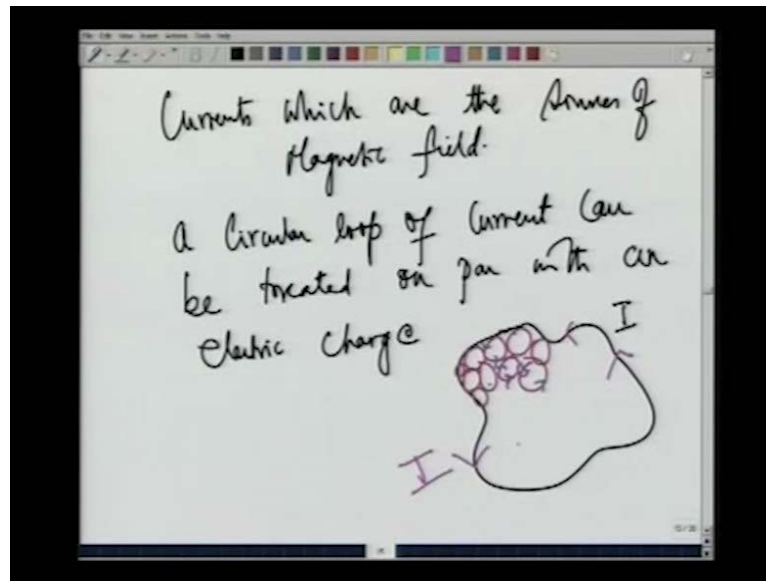 Currents which are the Sources of
Magnetic field.
A Circular loop of Current Can
be treated on par with an
electric charge
I
I